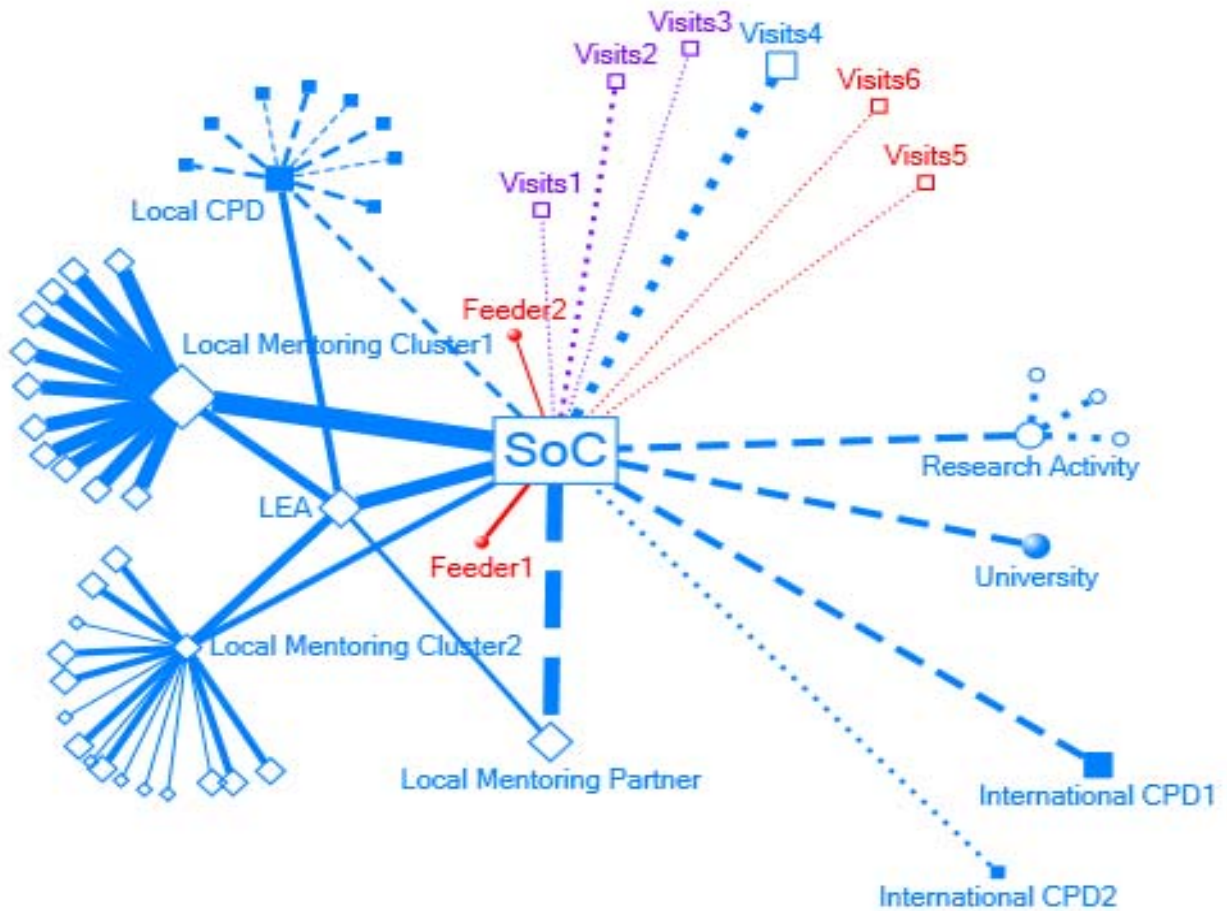 Visits3
Visits4
Visits2
Visits6
Visits5
Visits1
Local CPD
Feeder2
Local Mentoring Cluster1
SoC
Research Activity
LEA
Feeder1
University
Local Mentoring Cluster2
Local Mentoring Partner
International CPD1
International CPD2